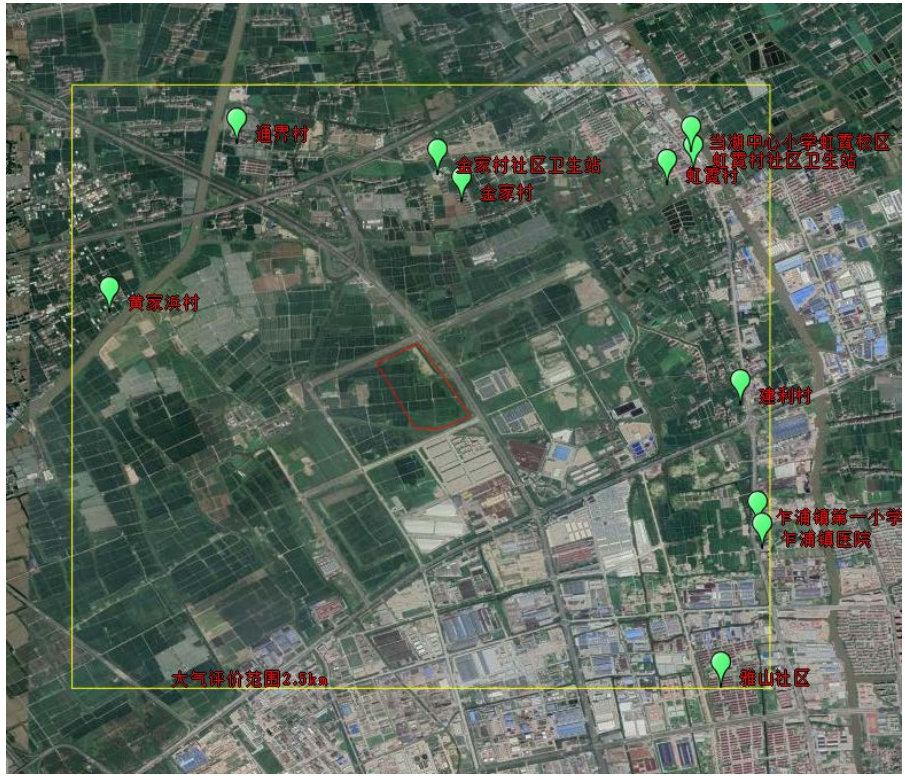 通界村
当湖中心小学虹霓校区
虹霓村社区卫生站
金家村社区卫生站
虹霓村
金家村
黄家浜村
建利村
乍浦镇第一小学
乍浦镇医院
雅山社区
大气评价范围2.5km